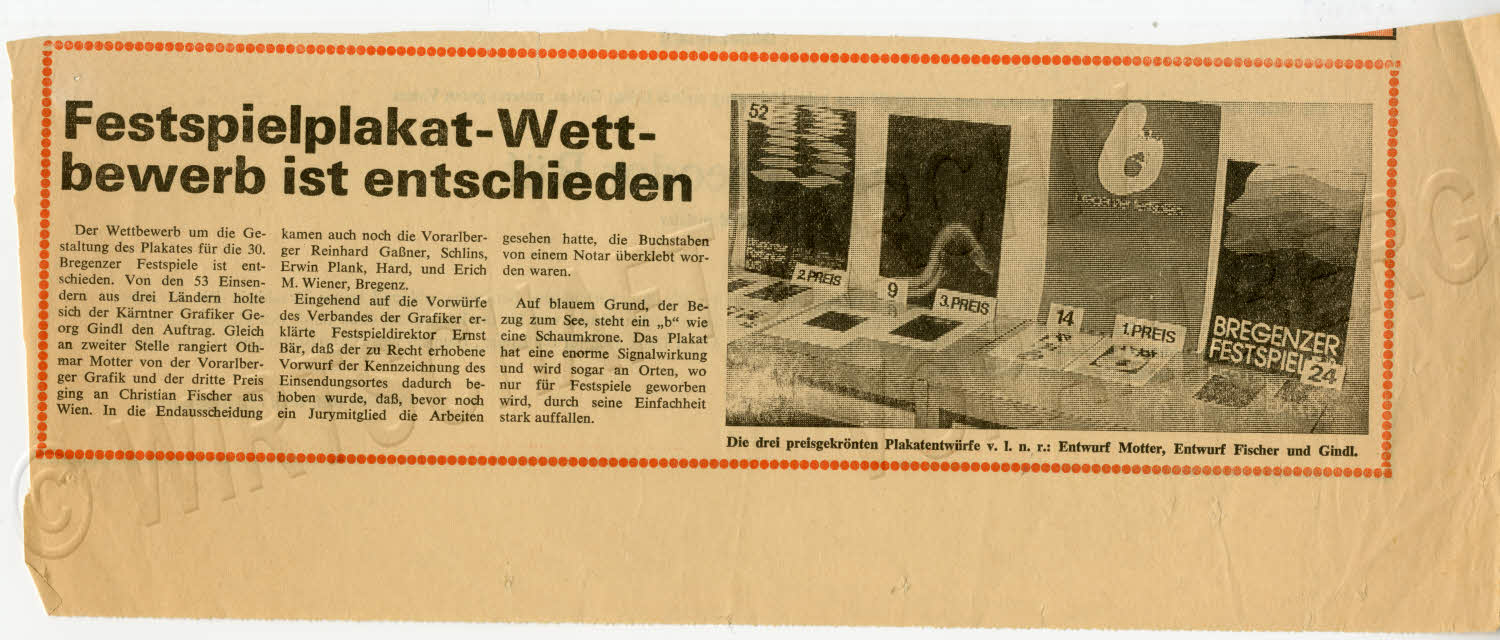 Festspielplakat-Wett-
bewerb ist entschieden
Der Wettbewerb um die Ge-
staltung des Plakates für die 30.
Bregenzer Festspiele ist ent-
schieden. Von den 53 Einsen-
dern aus drei Ländern holte
sich der Kärntner Grafiker Ge-
org Gindl den Auftrag. Gleich
an zweiter Stelle rangiert Oth-
mar Motter von der Vorarlber-
ger Grafik und der dritte Preis
ging an Christian Fischer aus
Wien. In die Endausscheidung
kamen auch noch die Vorarlber-
ger Reinhard Gaßner, Schlins,
Erwin Plank, Hard, und Erich
M. Wiener, Bregenz.
Eingehend auf die Vorwürfe
des Verbandes der Grafiker er-
klärte Festspieldirektor Ernst
Bär, daß der zu Recht erhobene
Vorwurf der Kennzeichnung des
Einsendungsortes dadurch be-
hoben wurde, daß, bevor noch
ein Jurymitglied die Arbeiten
gesehen hatte, die Buchstaben
von einem Notar überklebt wor-
den waren.
Auf blauem Grund, der Be-
zug zum See, steht ein „b" wie
eine Schaumkrone. Das Plakat
hat eine enorme Signalwirkung
und wird sogar an Orten, wo
nur für Festspiele geworben
wird, durch seine Einfachheit
stark auffallen.
52
2. PREIS
9
3. PREIS
14
1. PREIS
BREGENZER
FESTSPIEL
24
Die drei preisgekrönten Plakatentwürfe v. l. n. r.: Entwurf Motter, Entwurf Fischer und Gindl.
© WIRTSCHAFTSARCHIV VORARLBERG